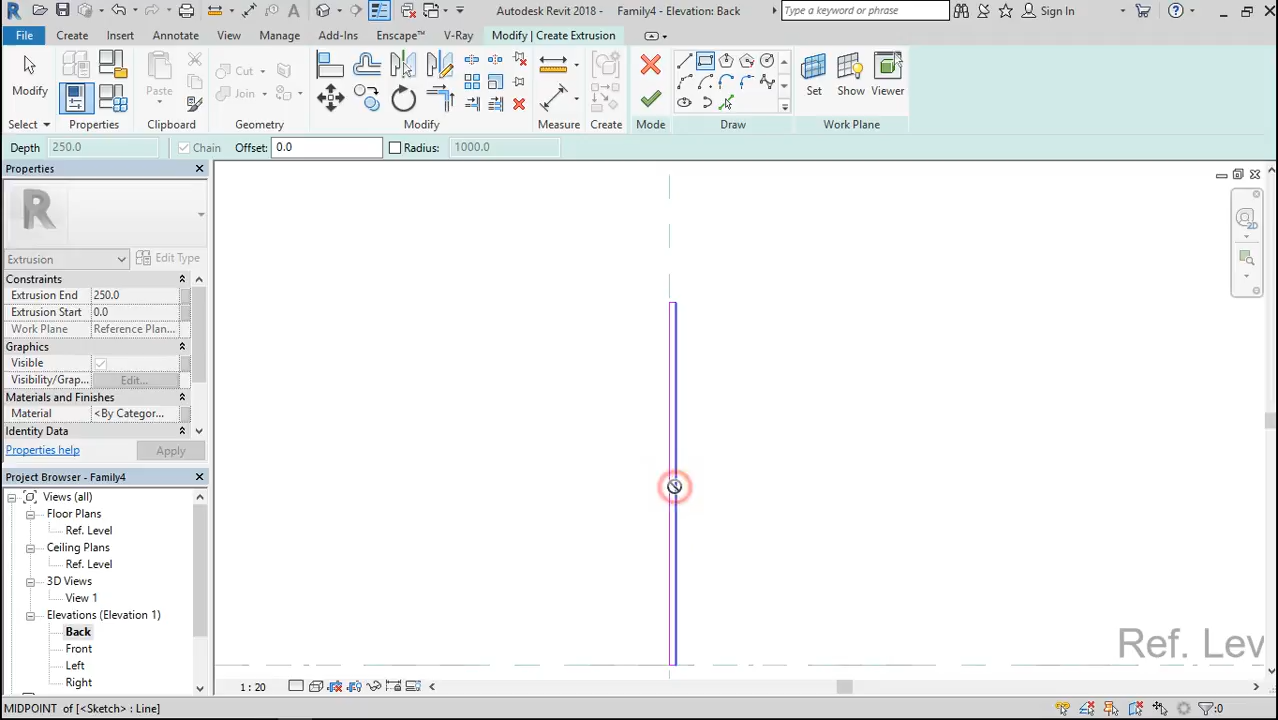 Autodesk Revit 2018 - Family4 - Elevation: Back
Type a keyword or phrase
Sign In
File Create Insert Annotate View Manage Add-Ins Enscape™ V-Ray Modify | Create Extrusion
Modify
Paste
Cut
Join
Set Show Viewer
Select Properties Clipboard Geometry Modify Measure Create Mode Draw Work Plane
Depth 250.0 Chain Offset: 0.0 Radius: 1000.0
Properties
Extrusion Edit Type
Constraints
Extrusion End 250.0
Extrusion Start 0.0
Work Plane Reference Plan...
Graphics
Visible
Visibility/Grap... Edit...
Materials and Finishes
Material <By Categor...
Identity Data
Properties help Apply
Project Browser - Family4
Views (all)
Floor Plans
Ref. Level
Ceiling Plans
Ref. Level
3D Views
View 1
Elevations (Elevation 1)
Back
Front
Left
Right
Ref. Lev
1 : 20
MIDPOINT of [<Sketch> : Line]
:0